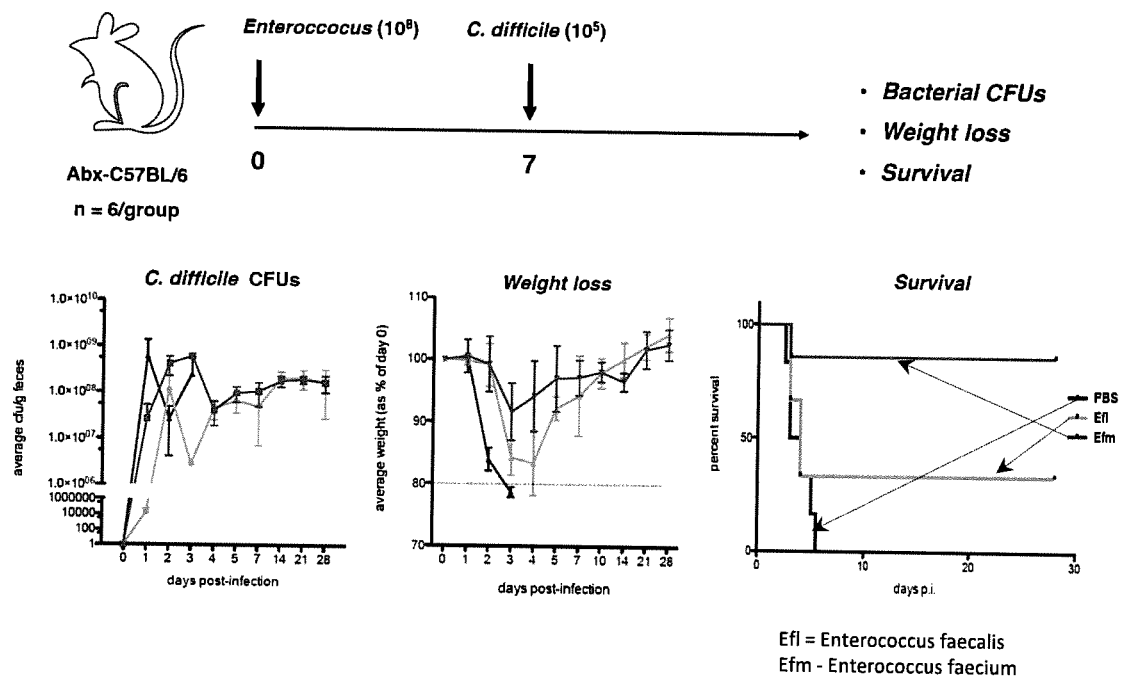 Enteroccocus (10⁸)
C. difficile (10⁵)
0
7
Abx-C57BL/6
n = 6/group
• Bacterial CFUs
• Weight loss
• Survival
C. difficile CFUs
average cfu/g feces
1.0×10¹⁰
1.0×10⁰⁹
1.0×10⁰⁸
1.0×10⁰⁷
1.0×10⁰⁶
1000000
10000
100
1
0 1 2 3 4 5 7 14 21 28
days post-infection
Weight loss
average weight (as % of day 0)
110
100
90
80
70
0 1 2 3 4 5 7 10 14 21 28
days post-infection
Survival
percent survival
100
50
0
0 10 20 30
days p.i.
PBS
Efl
Efm
Efl = Enterococcus faecalis
Efm - Enterococcus faecium